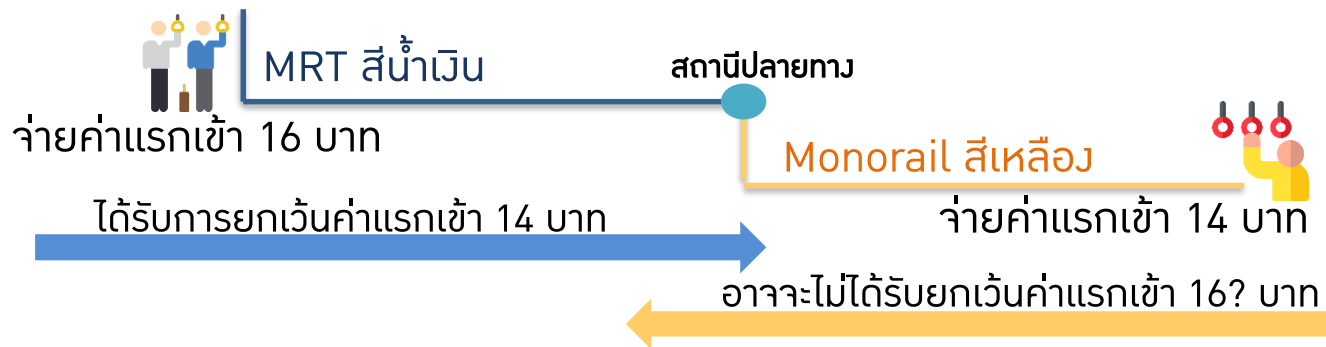 MRT สีน้ำเงิน
สถานีปลายทาง
จ่ายค่าแรกเข้า 16 บาท
Monorail สีเหลือง
ได้รับการยกเว้นค่าแรกเข้า 14 บาท
จ่ายค่าแรกเข้า 14 บาท
อาจจะไม่ได้รับยกเว้นค่าแรกเข้า 16? บาท